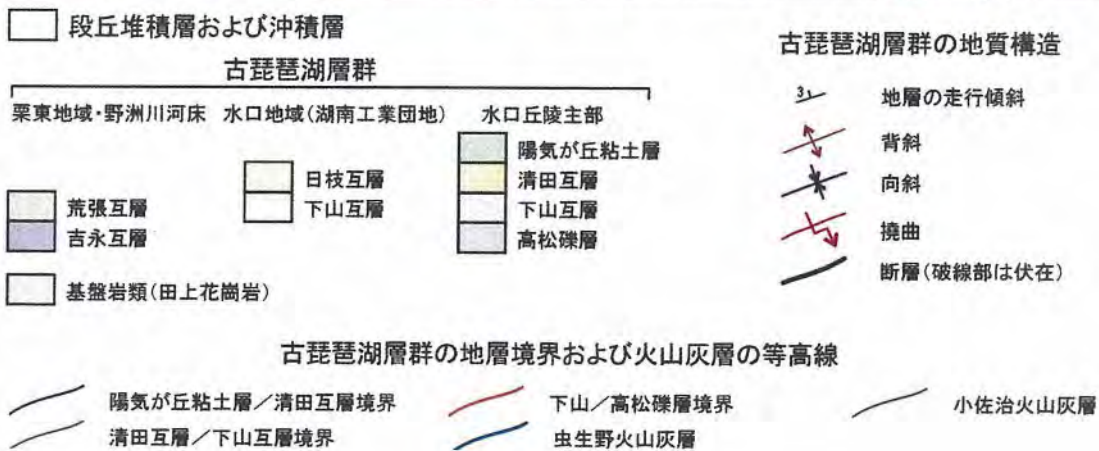 段丘堆積層および沖積層
古琵琶湖層群
栗東地域・野洲川河床
荒張互層
吉永互層
水口地域(湖南工業団地)
日枝互層
下山互層
水口丘陵主部
陽気が丘粘土層
清田互層
下山互層
高松礫層
基盤岩類(田上花崗岩)
古琵琶湖層群の地質構造
地層の走行傾斜
背斜
向斜
撓曲
断層(破線部は伏在)
古琵琶湖層群の地層境界および火山灰層の等高線
陽気が丘粘土層/清田互層境界
清田互層/下山互層境界
下山/高松礫層境界
虫生野火山灰層
小佐治火山灰層